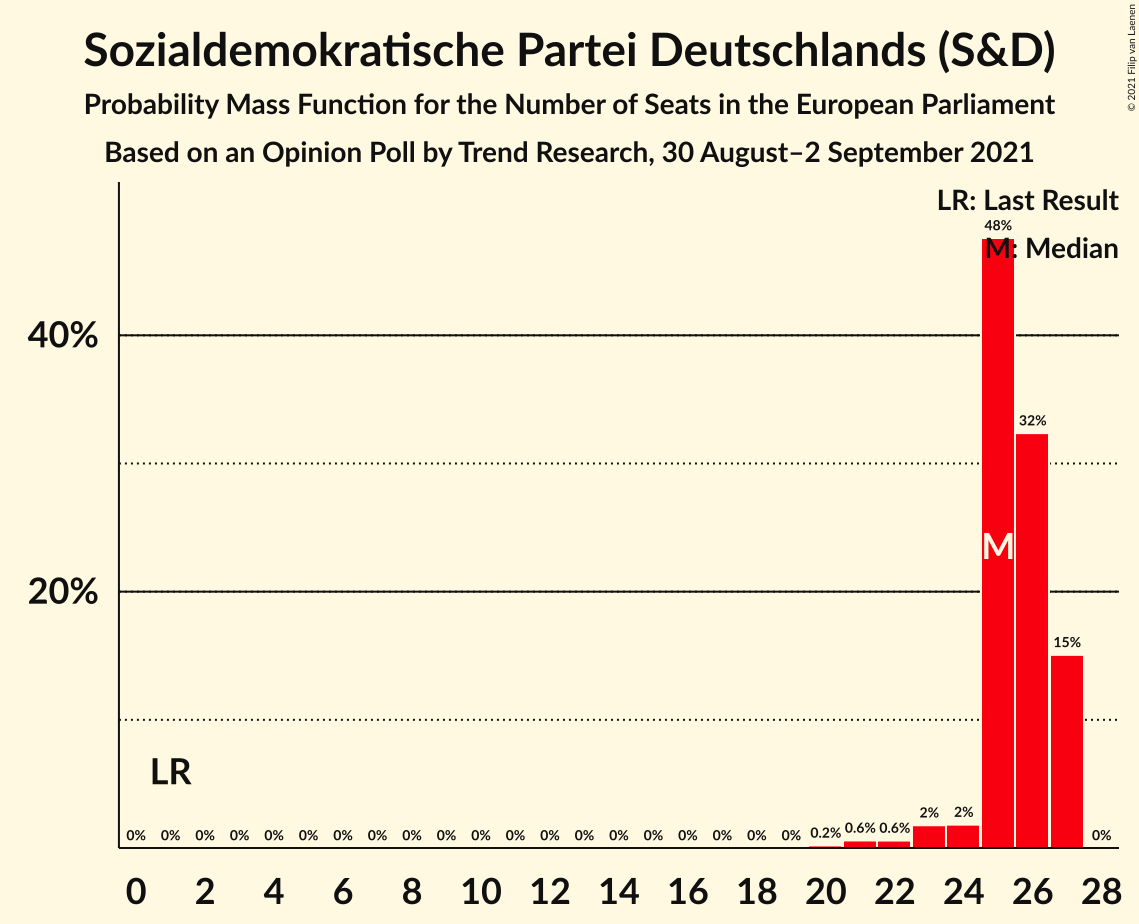 Sozialdemokratische Partei Deutschlands (S&D)
Probability Mass Function for the Number of Seats in the European Parliament
Based on an Opinion Poll by Trend Research, 30 August–2 September 2021
© 2021 Filip van Laenen
LR: Last Result
48%
M: Median
40%
32%
M
20%
15%
LR
0% 0% 0% 0% 0% 0% 0% 0% 0% 0% 0% 0% 0% 0% 0% 0% 0% 0% 0% 0% 0.2% 0.6% 0.6% 2% 2% 0%
0 2 4 6 8 10 12 14 16 18 20 22 24 26 28